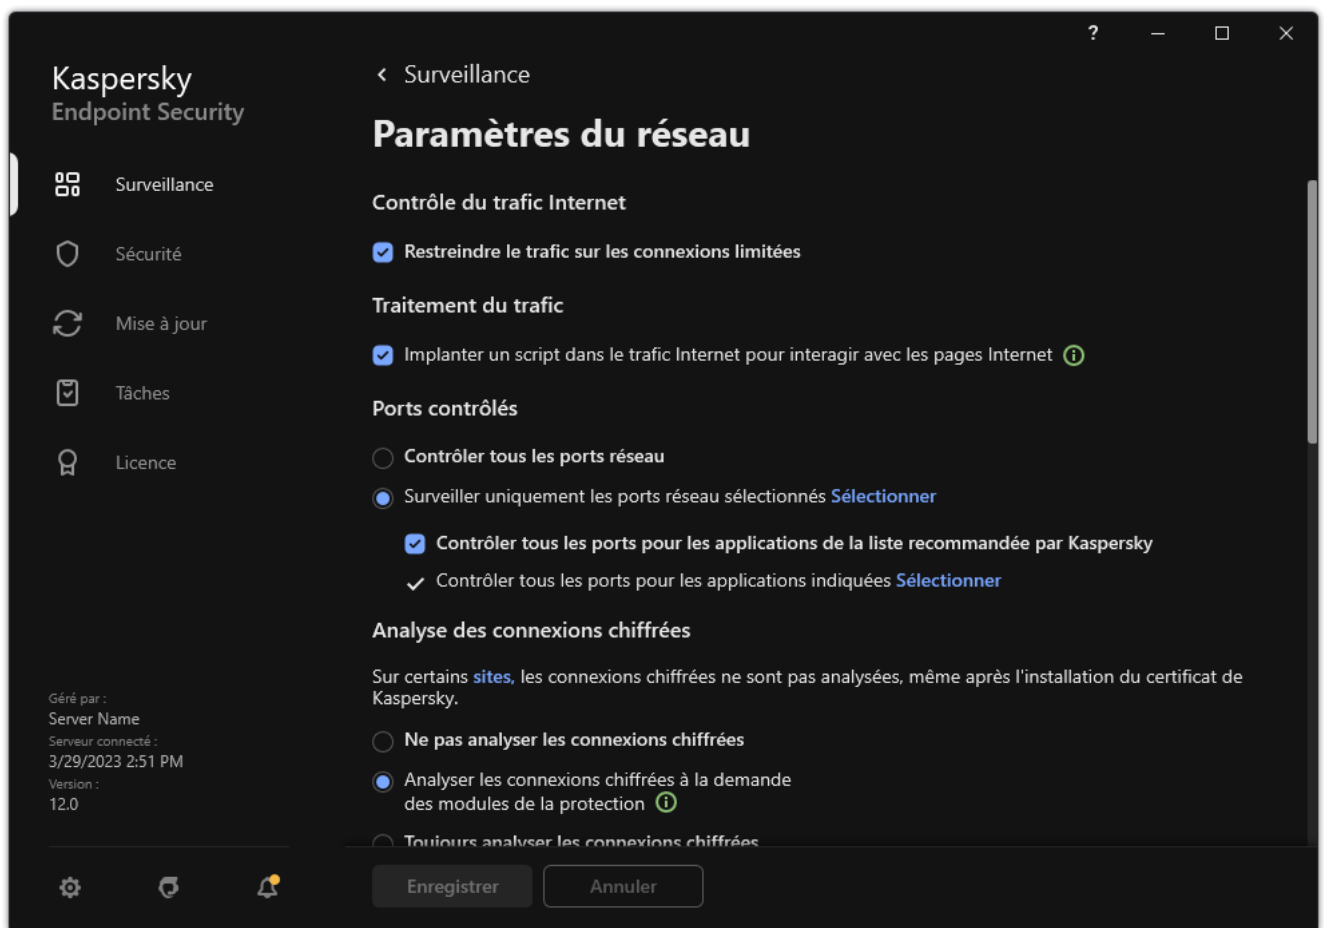 ?
Kaspersky
Endpoint Security
Surveillance
Sécurité
Mise à jour
Tâches
Licence
Géré par :
Server Name
Serveur connecté :
3/29/2023 2:51 PM
Version :
12.0
Surveillance
Paramètres du réseau
Contrôle du trafic Internet
Restreindre le trafic sur les connexions limitées
Traitement du trafic
Implanter un script dans le trafic Internet pour interagir avec les pages Internet
Ports contrôlés
Contrôler tous les ports réseau
Surveiller uniquement les ports réseau sélectionnés Sélectionner
Contrôler tous les ports pour les applications de la liste recommandée par Kaspersky
Contrôler tous les ports pour les applications indiquées Sélectionner
Analyse des connexions chiffrées
Sur certains sites, les connexions chiffrées ne sont pas analysées, même après l'installation du certificat de
Kaspersky.
Ne pas analyser les connexions chiffrées
Analyser les connexions chiffrées à la demande
des modules de la protection
Toujours analyser les connexions chiffrées
Enregistrer
Annuler